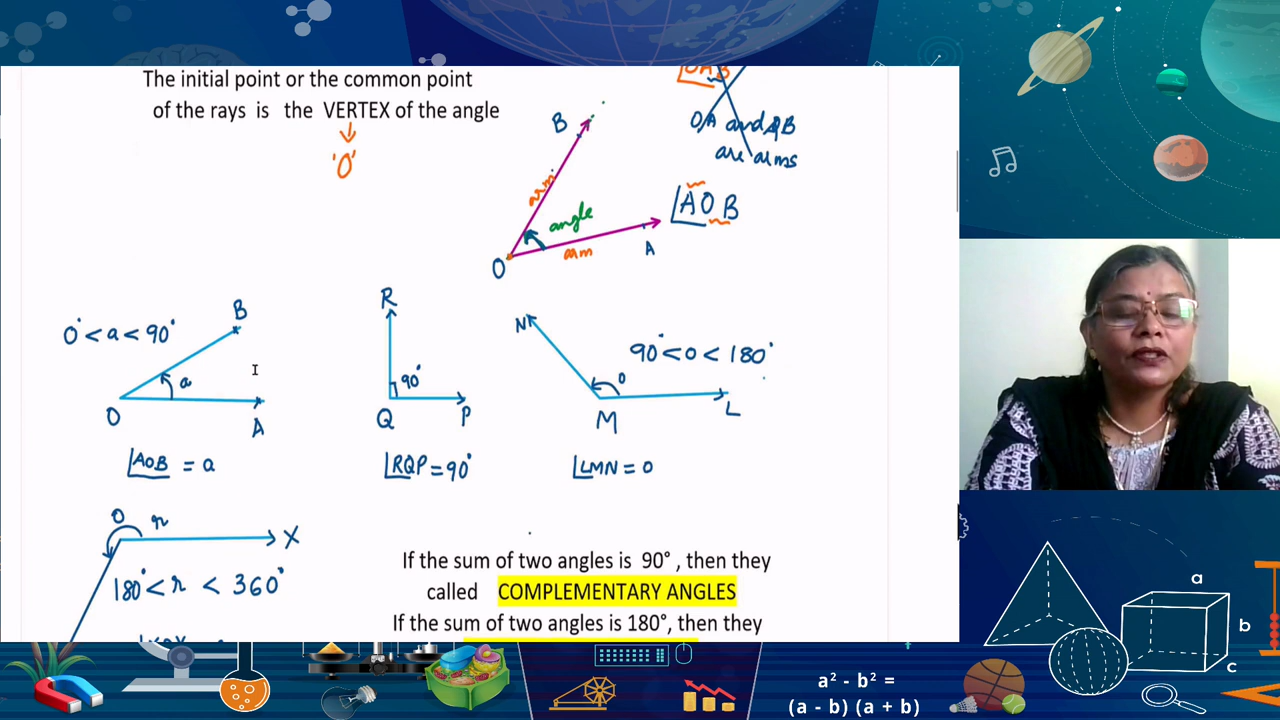 The initial point or the common point
of the rays is the VERTEX of the angle
'O'
OA and OB
are arms
B
arm
angle
∠AOB
arm
A
O
0° < a < 90°
B
a
O
A
∠AOB = a
R
90°
Q
P
∠RQP = 90°
N
90° < o < 180°
o
M
L
∠LMN = o
O
r
X
180° < r < 360°
If the sum of two angles is 90° , then they
called COMPLEMENTARY ANGLES
If the sum of two angles is 180°, then they
a
b
c
a² - b² =
(a - b) (a + b)